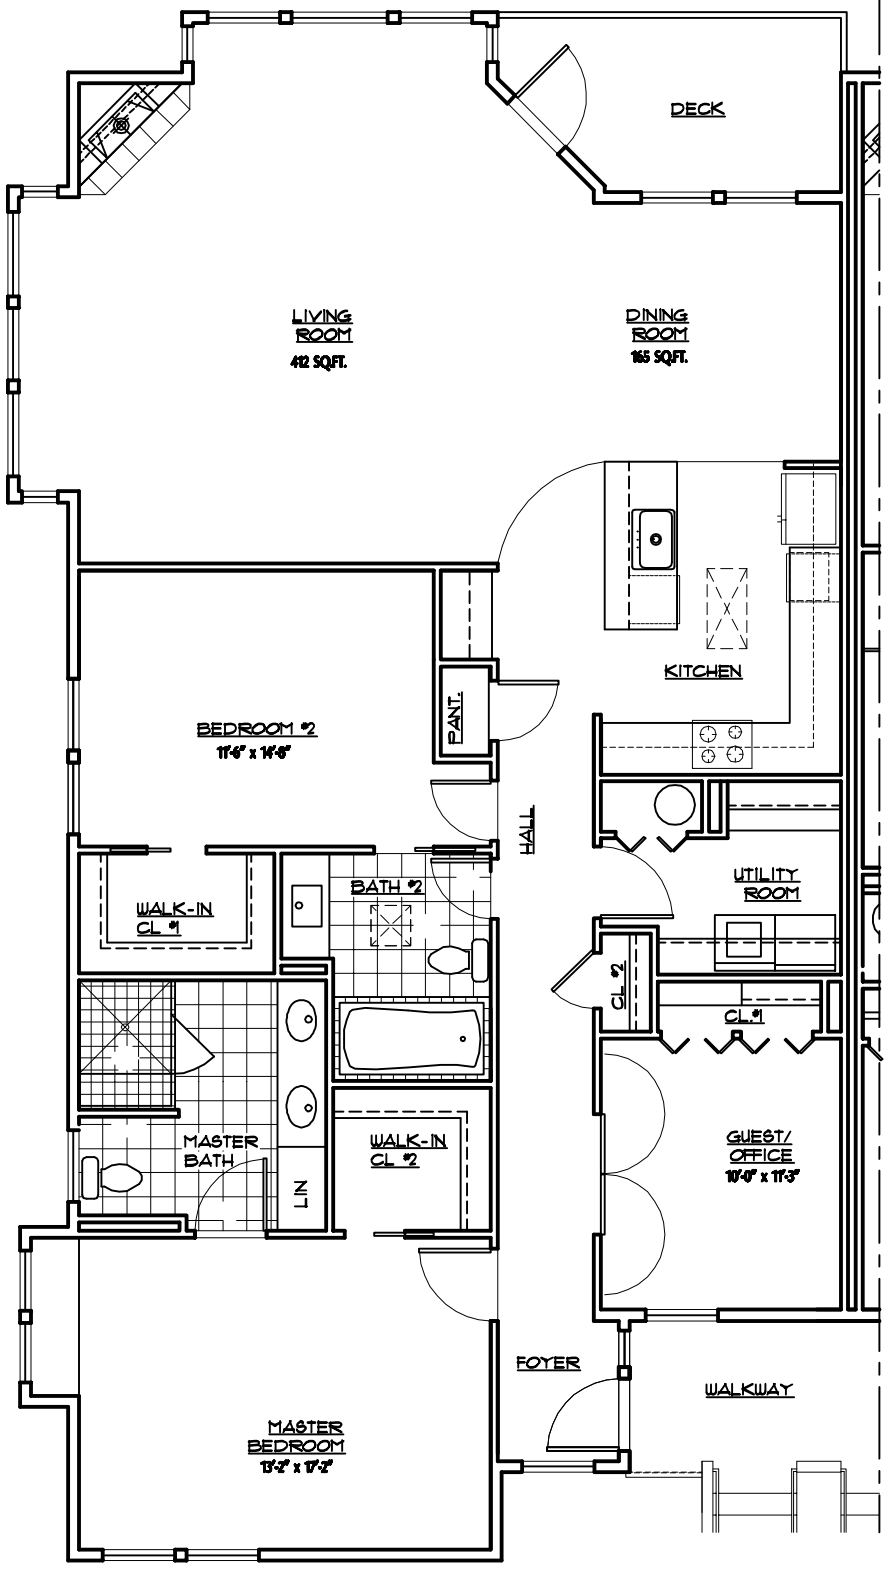 DECK
LIVING
ROOM
412 SQ.FT.
DINING
ROOM
165 SQ.FT.
KITCHEN
PANT.
BEDROOM #2
11'-6" x 14'-8"
HALL
BATH #2
UTILITY
ROOM
WALK-IN
CL #1
CL #2
CL.#1
MASTER
BATH
WALK-IN
CL #2
GUEST/
OFFICE
10'-0" x 11'-3"
LIN
FOYER
WALKWAY
MASTER
BEDROOM
13'-2" x 17'-2"